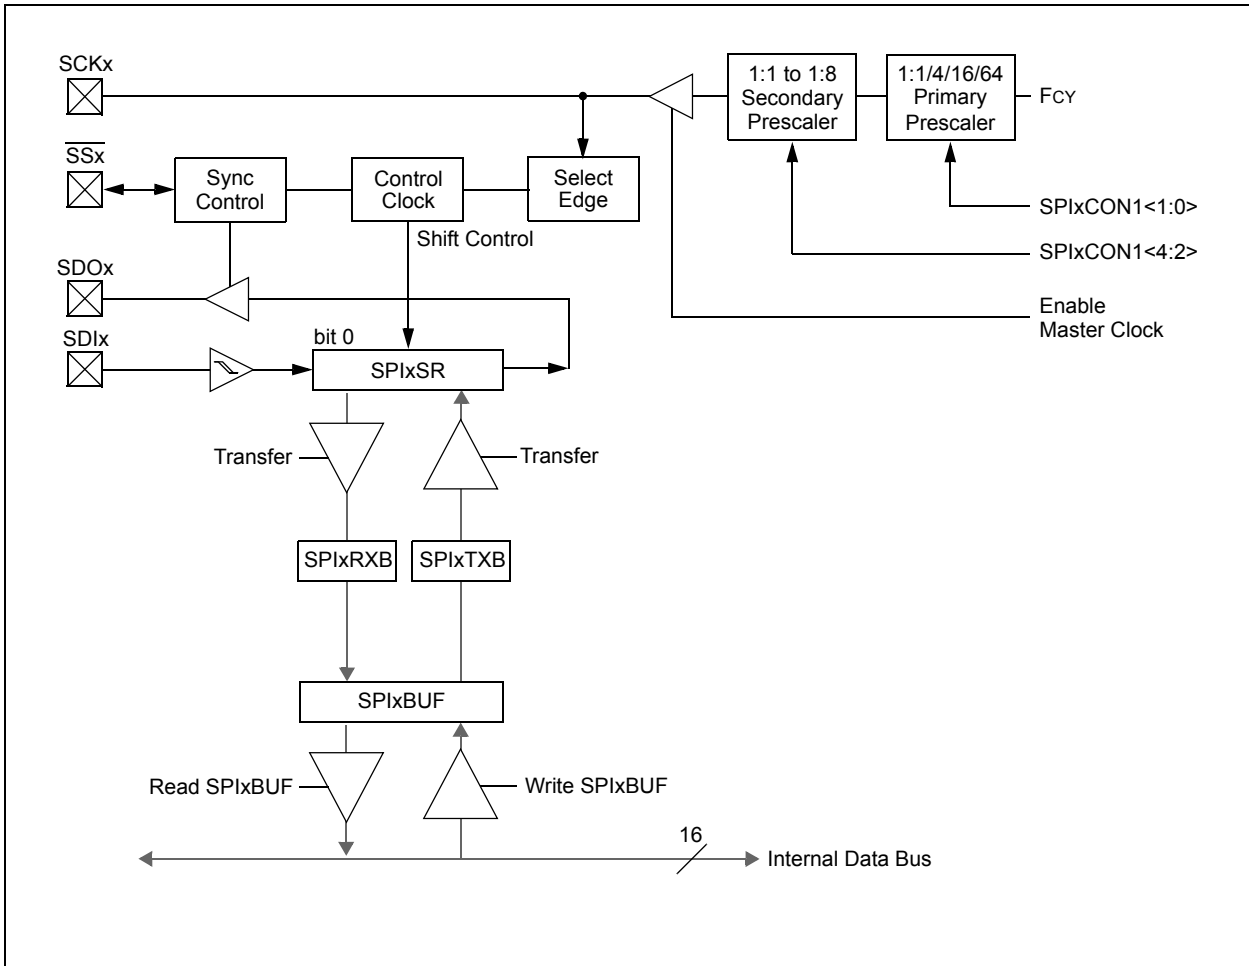 SCKx
1:1 to 1:8
Secondary
Prescaler
1:1/4/16/64
Primary
Prescaler
FCY
SSx
Sync
Control
Control
Clock
Select
Edge
SPIxCON1<1:0>
Shift Control
SPIxCON1<4:2>
SDOx
Enable
Master Clock
SDIx
bit 0
SPIxSR
Transfer
Transfer
SPIxRXB
SPIxTXB
SPIxBUF
Read SPIxBUF
Write SPIxBUF
16
Internal Data Bus